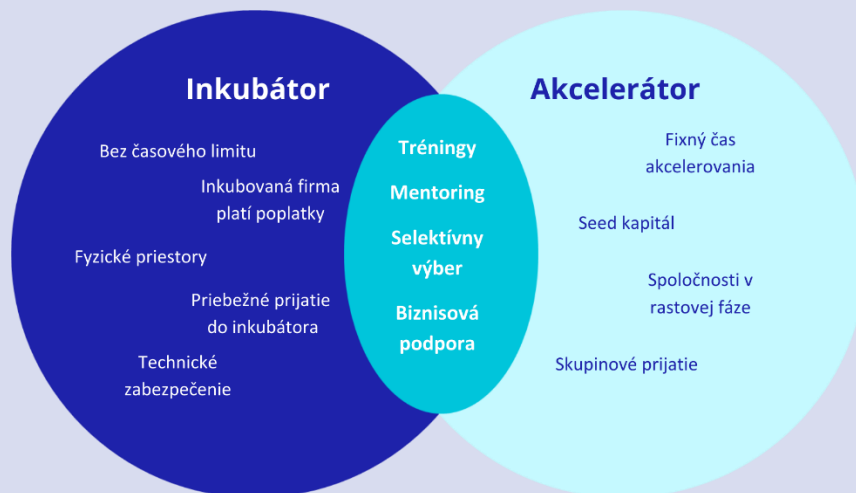 Inkubátor
Bez časového limitu
Inkubovaná firma
platí poplatky
Fyzické priestory
Priebežné prijatie
do inkubátora
Technické
zabezpečenie
Tréningy
Mentoring
Selektívny
výber
Biznisová
podpora
Akcelerátor
Fixný čas
akcelerovania
Seed kapitál
Spoločnosti v
rastovej fáze
Skupinové prijatie